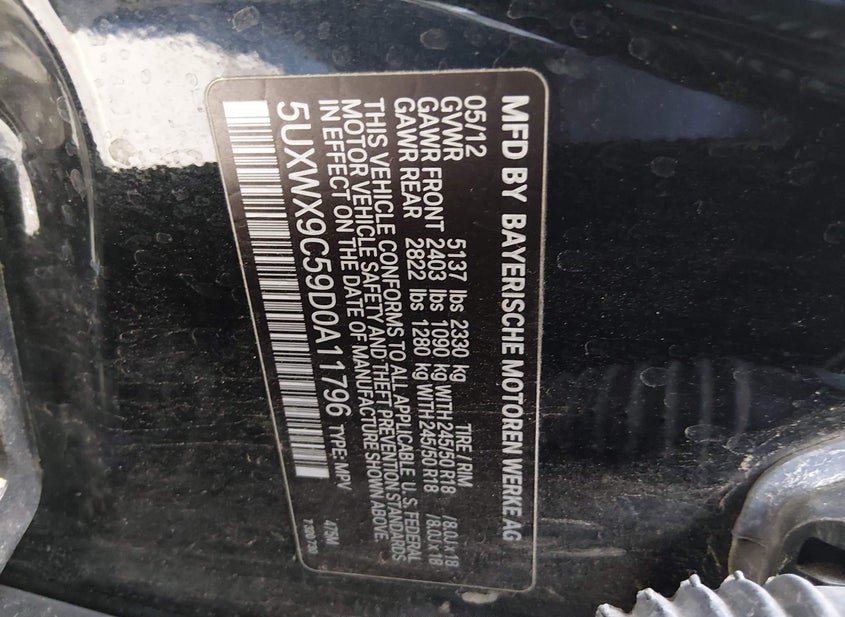 MFD BY BAYERISCHE MOTOREN WERKE AG
05/12
GVWR 5137 lbs 2330 kg TIRE / RIM
GAWR FRONT 2403 lbs 1090 kg WITH 245/50 R18 /8.0J x 18
GAWR REAR 2822 lbs 1280 kg WITH 245/50 R18 /8.0J x 18
THIS VEHICLE CONFORMS TO ALL APPLICABLE U.S. FEDERAL
MOTOR VEHICLE SAFETY AND THEFT PREVENTION STANDARDS
IN EFFECT ON THE DATE OF MANUFACTURE SHOWN ABOVE.
5UXWX9C59D0A11796 TYPE: MPV